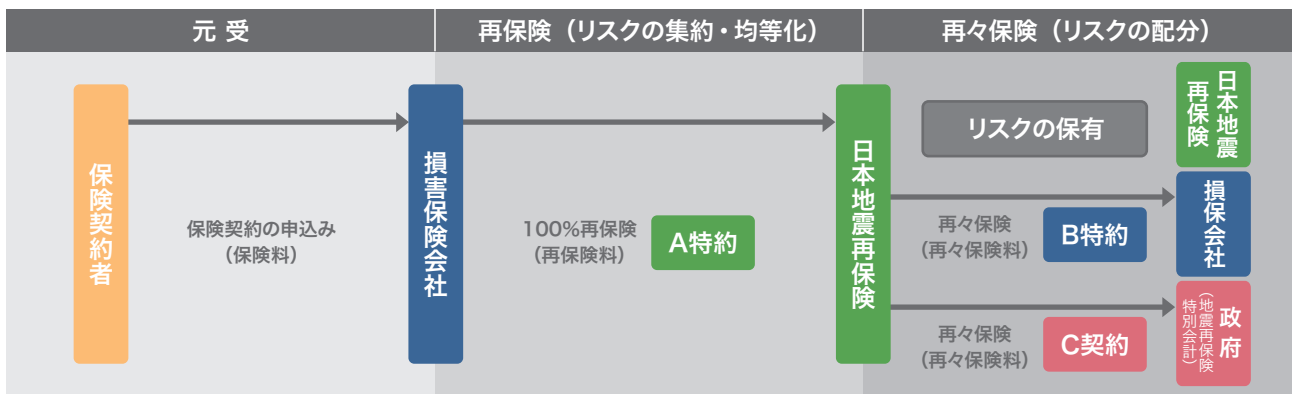 元 受
再保険（リスクの集約・均等化）
再々保険（リスクの配分）
保険契約者
保険契約の申込み
（保険料）
損害保険会社
100%再保険
（再保険料）
A特約
日本地震再保険
リスクの保有
日本地震
再保険
再々保険
（再々保険料）
B特約
損保会社
再々保険
（再々保険料）
C契約
政府
（地震再保険
特別会計）